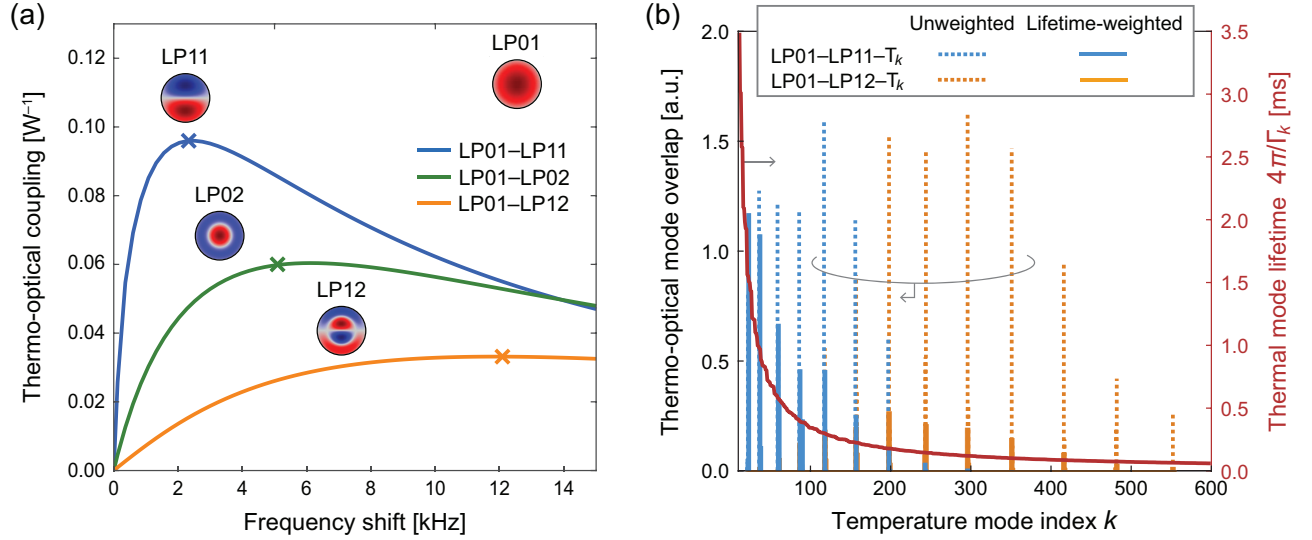 (a)
0.12
0.10
0.08
0.06
0.04
0.02
0.00
Thermo-optical coupling [W⁻¹]
LP11
LP01
LP02
LP12
LP01–LP11
LP01–LP02
LP01–LP12
0 2 4 6 8 10 12 14
Frequency shift [kHz]
(b)
Unweighted Lifetime-weighted
LP01–LP11–Tₖ
LP01–LP12–Tₖ
2.0
1.5
1.0
0.5
0.0
Thermo-optical mode overlap [a.u.]
3.5
3.0
2.5
2.0
1.5
1.0
0.5
0.0
Thermal mode lifetime 4π/Γₖ [ms]
100 200 300 400 500 600
Temperature mode index k